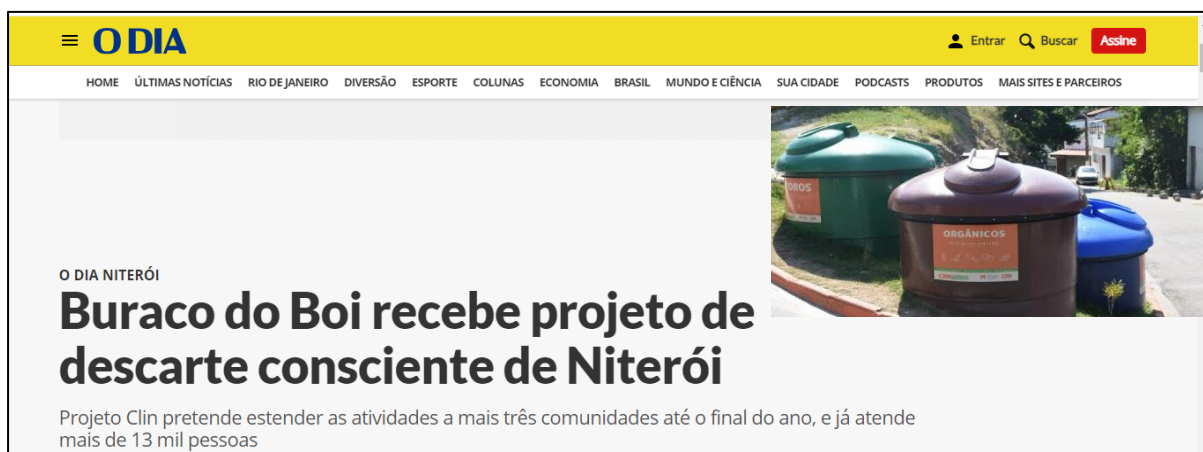 O DIA
Entrar
Buscar
Assine
HOME ÚLTIMAS NOTÍCIAS RIO DE JANEIRO DIVERSÃO ESPORTE COLUNAS ECONOMIA BRASIL MUNDO E CIÊNCIA SUA CIDADE PODCASTS PRODUTOS MAIS SITES E PARCEIROS
ORGÂNICOS
O DIA NITERÓI
Buraco do Boi recebe projeto de
descarte consciente de Niterói
Projeto Clin pretende estender as atividades a mais três comunidades até o final do ano, e já atende
mais de 13 mil pessoas